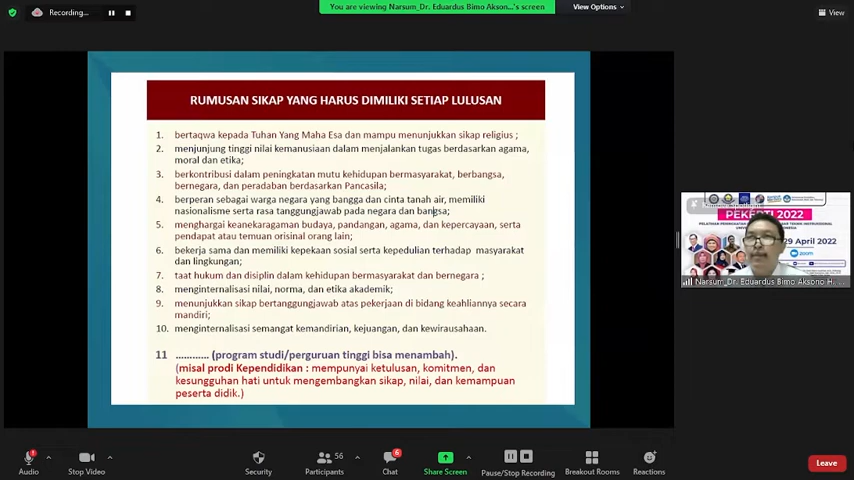 Recording...
You are viewing Narsum_Dr. Eduardus Bimo Akson...'s screen
View Options
View
RUMUSAN SIKAP YANG HARUS DIMILIKI SETIAP LULUSAN
1. bertaqwa kepada Tuhan Yang Maha Esa dan mampu menunjukkan sikap religius ;
2. menjunjung tinggi nilai kemanusiaan dalam menjalankan tugas berdasarkan agama,
moral dan etika;
3. berkontribusi dalam peningkatan mutu kehidupan bermasyarakat, berbangsa,
bernegara, dan peradaban berdasarkan Pancasila;
4. berperan sebagai warga negara yang bangga dan cinta tanah air, memiliki
nasionalisme serta rasa tanggungjawab pada negara dan bangsa;
5. menghargai keanekaragaman budaya, pandangan, agama, dan kepercayaan, serta
pendapat atau temuan orisinal orang lain;
6. bekerja sama dan memiliki kepekaan sosial serta kepedulian terhadap masyarakat
dan lingkungan;
7. taat hukum dan disiplin dalam kehidupan bermasyarakat dan bernegara ;
8. menginternalisasi nilai, norma, dan etika akademik;
9. menunjukkan sikap bertanggungjawab atas pekerjaan di bidang keahliannya secara
mandiri;
10. menginternalisasi semangat kemandirian, kejuangan, dan kewirausahaan.
11 ............ (program studi/perguruan tinggi bisa menambah).
(misal prodi Kependidikan : mempunyai ketulusan, komitmen, dan
kesungguhan hati untuk mengembangkan sikap, nilai, dan kemampuan
peserta didik.)
PEKERTI 2022
29 April 2022
zoom
Narsum_Dr. Eduardus Bimo Aksono H...
Audio
Stop Video
Security
56
Participants
6
Chat
Share Screen
Pause/Stop Recording
Breakout Rooms
Reactions
Leave